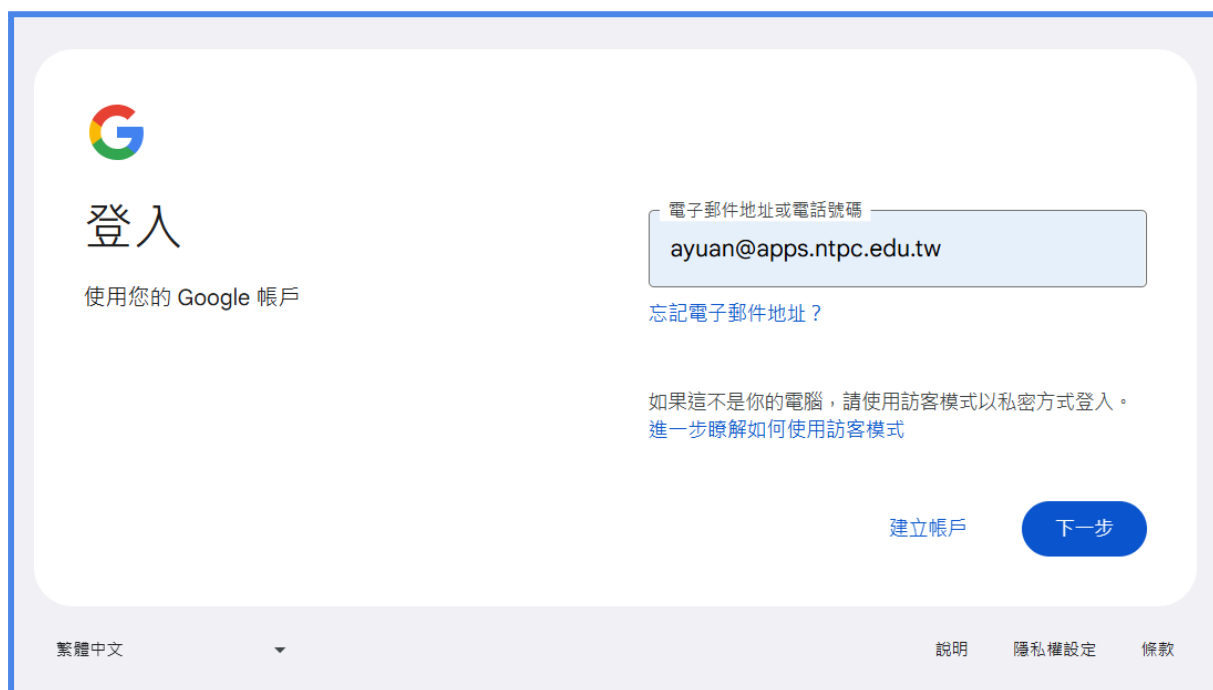 登入
使用您的 Google 帳戶
電子郵件地址或電話號碼
ayuan@apps.ntpc.edu.tw
忘記電子郵件地址？
如果這不是你的電腦，請使用訪客模式以私密方式登入。
進一步瞭解如何使用訪客模式
建立帳戶
下一步
繁體中文
說明
隱私權設定
條款